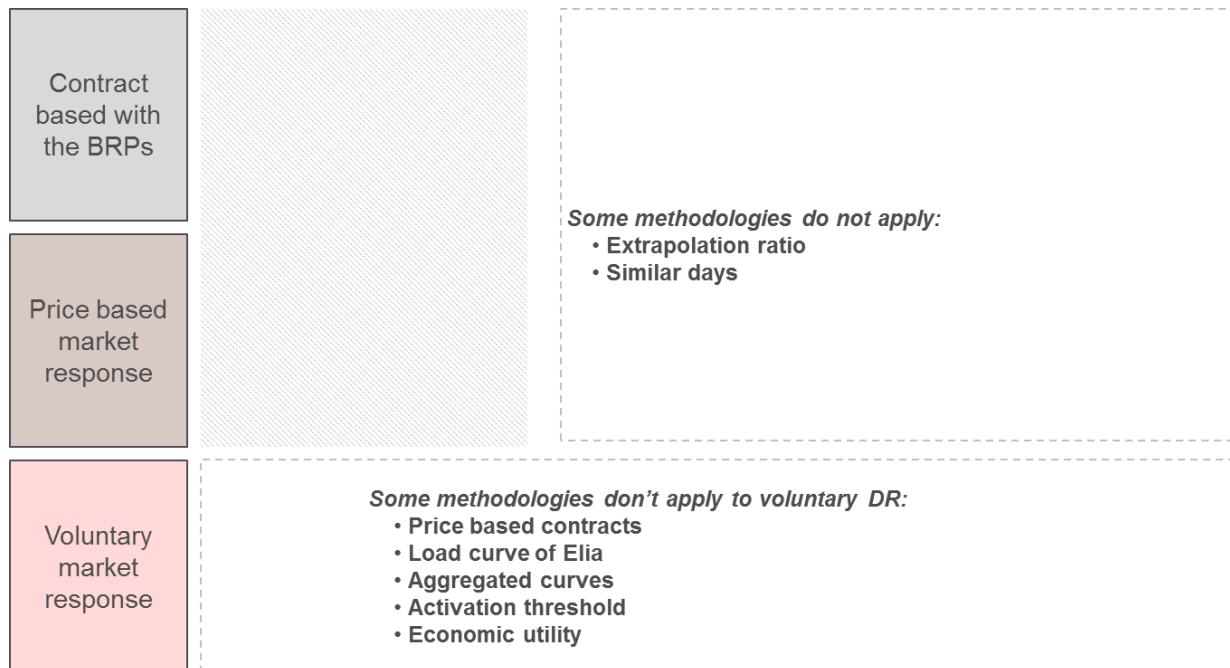 Contract
based with
the BRPs
Some methodologies do not apply:
• Extrapolation ratio
• Similar days
Price based
market
response
Voluntary
market
response
Some methodologies don’t apply to voluntary DR:
• Price based contracts
• Load curve of Elia
• Aggregated curves
• Activation threshold
• Economic utility